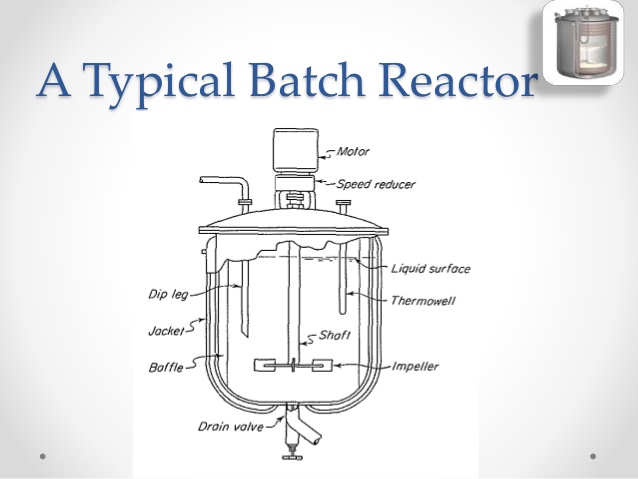 A Typical Batch Reactor
Motor
Speed reducer
Liquid surface
Dip leg
Thermowell
Jacket
Shaft
Baffle
Impeller
Drain valve